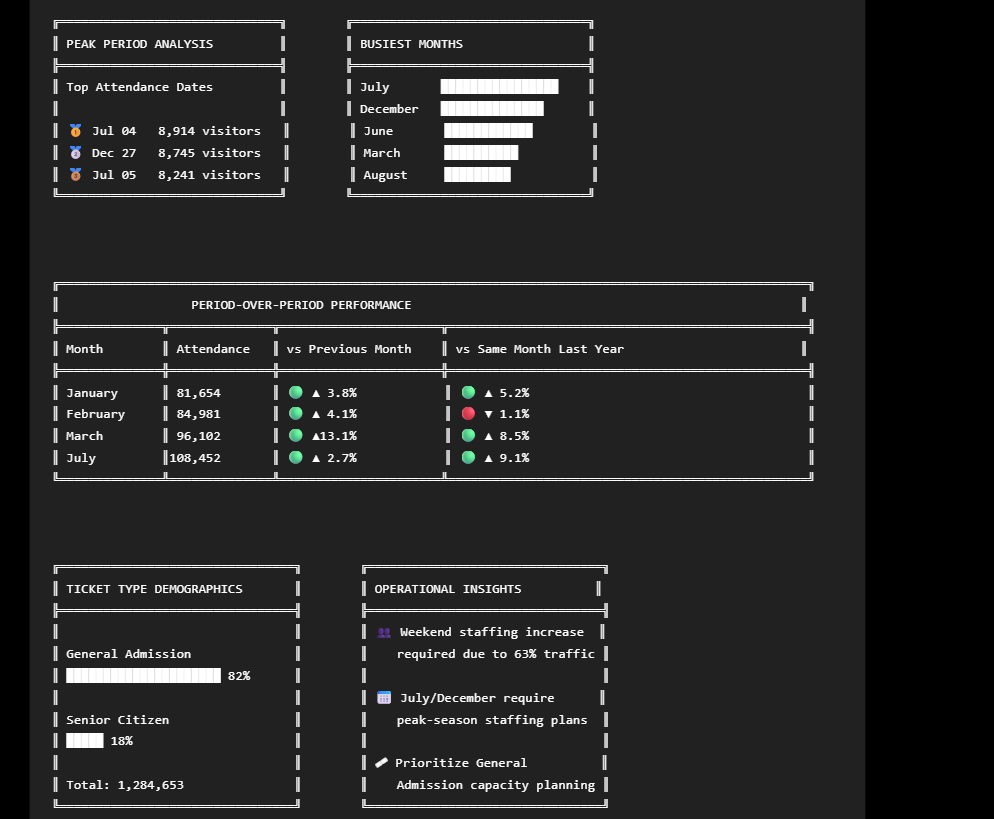 PEAK PERIOD ANALYSIS
Top Attendance Dates
Jul 04 8,914 visitors
Dec 27 8,745 visitors
Jul 05 8,241 visitors
BUSIEST MONTHS
July
December
June
March
August
PERIOD-OVER-PERIOD PERFORMANCE
Month Attendance vs Previous Month vs Same Month Last Year
January 81,654 ▲ 3.8% ▲ 5.2%
February 84,981 ▲ 4.1% ▼ 1.1%
March 96,102 ▲13.1% ▲ 8.5%
July 108,452 ▲ 2.7% ▲ 9.1%
TICKET TYPE DEMOGRAPHICS
General Admission
82%
Senior Citizen
18%
Total: 1,284,653
OPERATIONAL INSIGHTS
Weekend staffing increase
required due to 63% traffic
July/December require
peak-season staffing plans
Prioritize General
Admission capacity planning